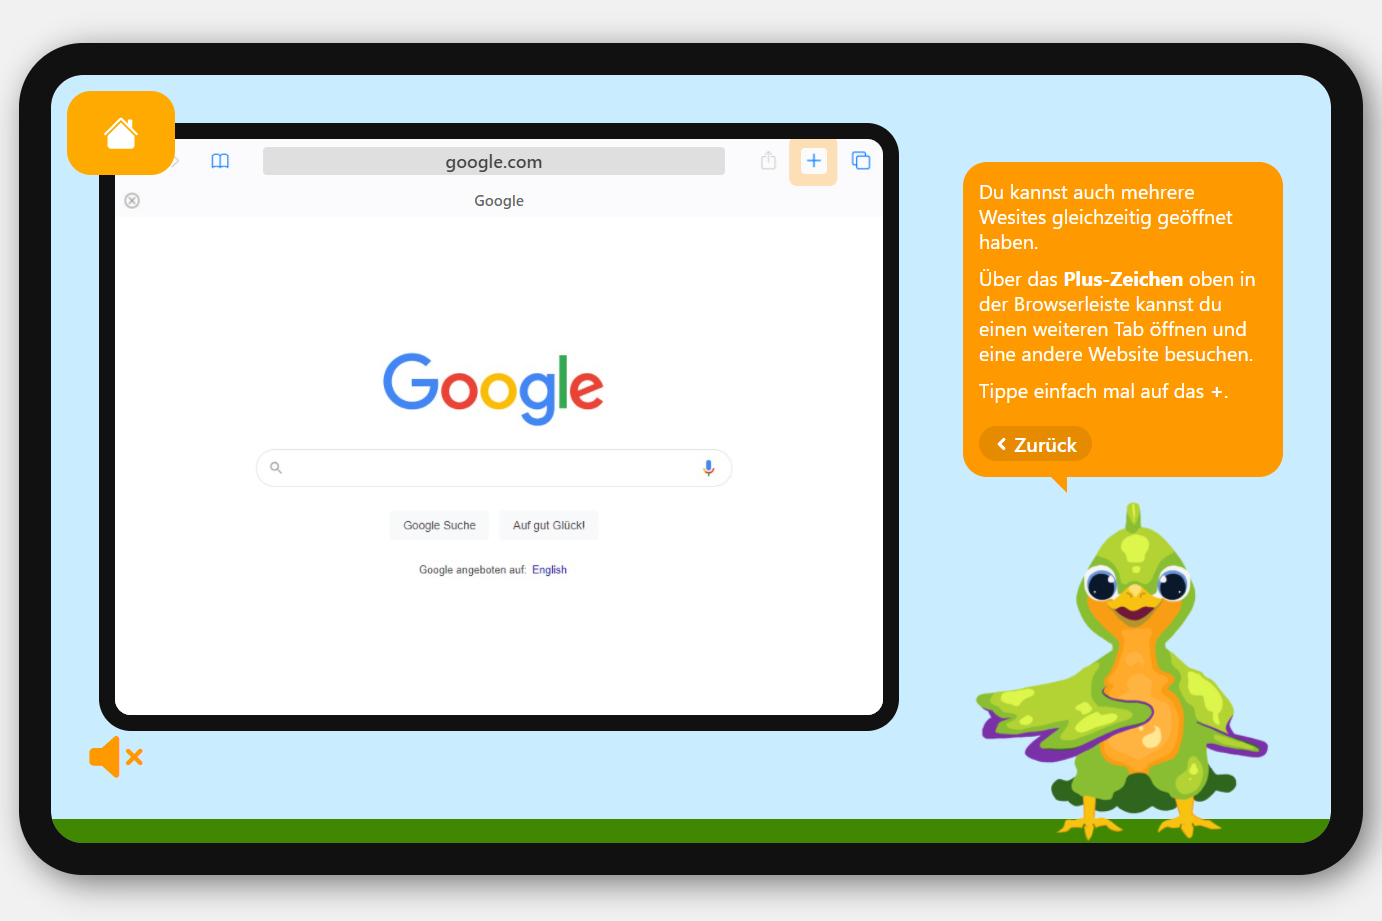 google.com
Google
Google
Google Suche
Auf gut Glück!
Google angeboten auf: English
Du kannst auch mehrere
Wesites gleichzeitig geöffnet
haben.
Über das Plus-Zeichen oben in
der Browserleiste kannst du
einen weiteren Tab öffnen und
eine andere Website besuchen.
Tippe einfach mal auf das +.
Zurück